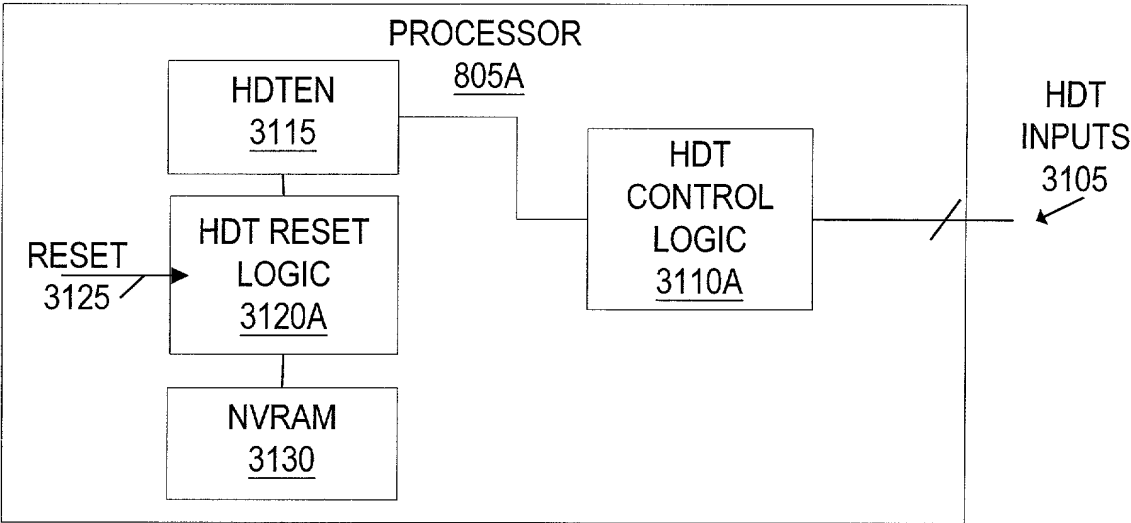 PROCESSOR
805A
HDTEN
3115
HDT
CONTROL
LOGIC
3110A
HDT
INPUTS
3105
RESET
3125
HDT RESET
LOGIC
3120A
NVRAM
3130